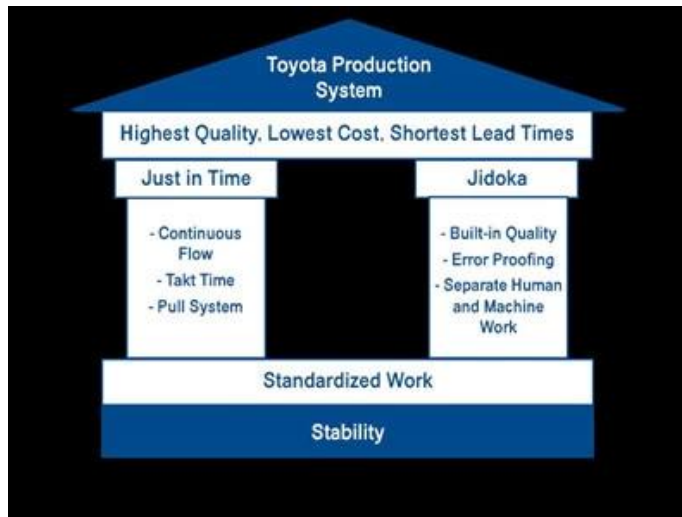 Toyota Production
System
Highest Quality, Lowest Cost, Shortest Lead Times
Just in Time
- Continuous
Flow
- Takt Time
- Pull System
Jidoka
- Built-in Quality
- Error Proofing
- Separate Human
and Machine
Work
Standardized Work
Stability